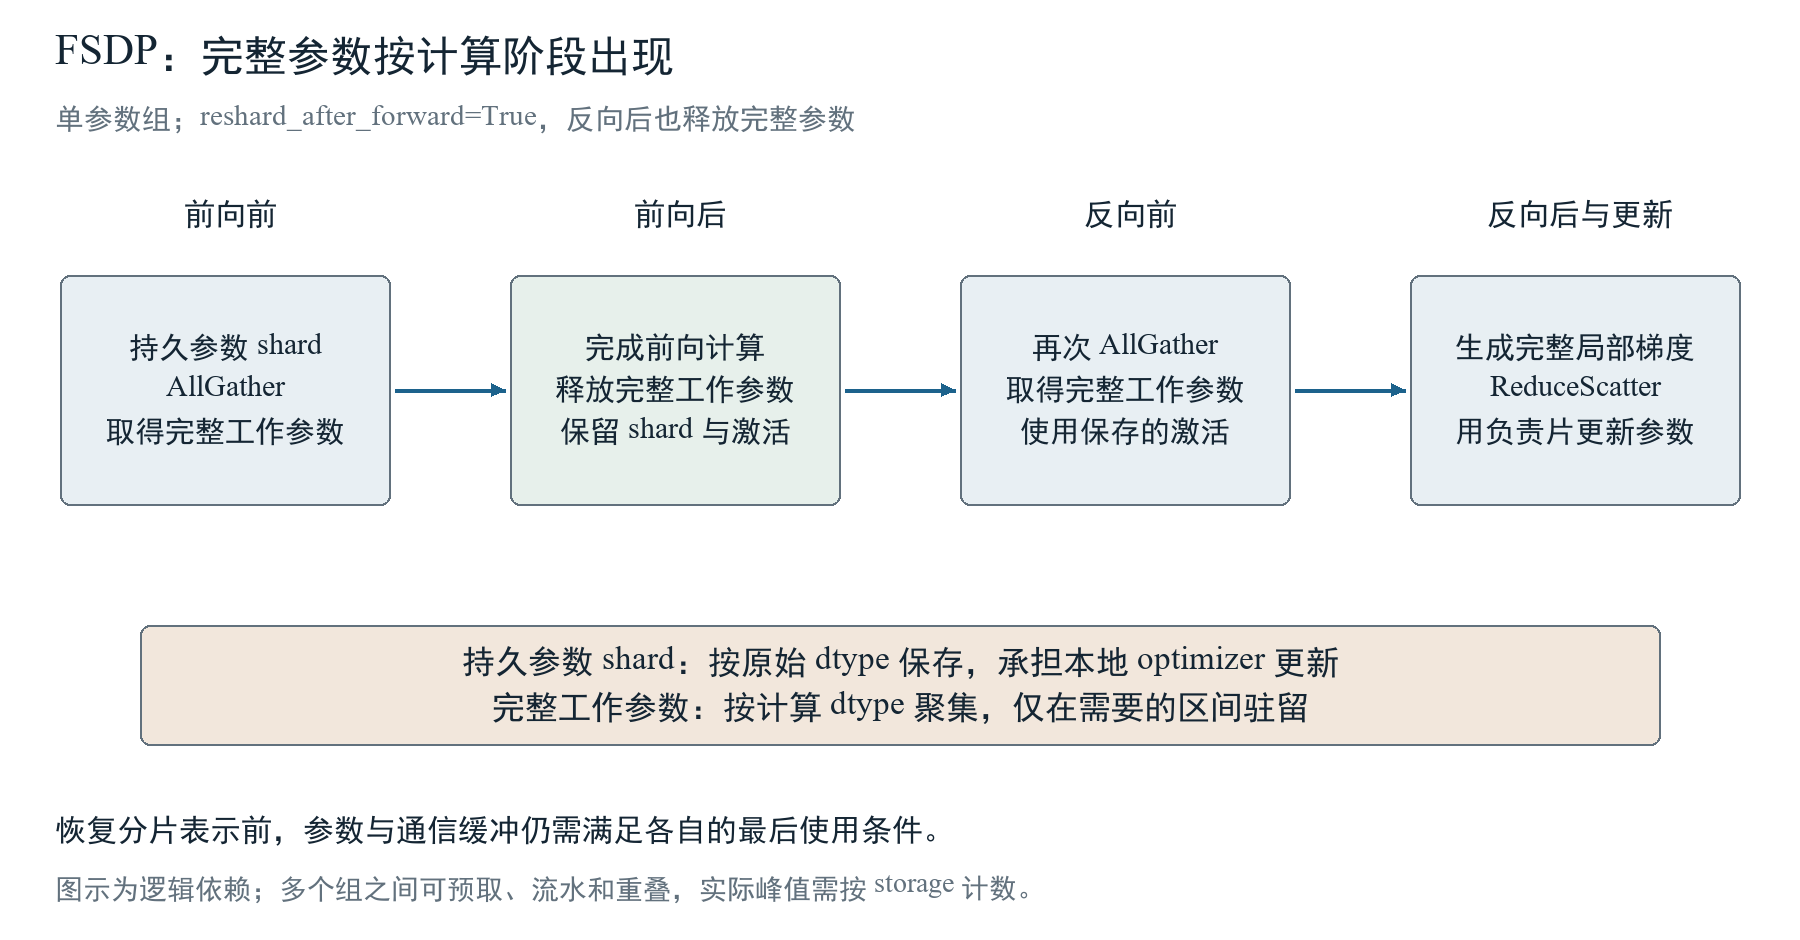 FSDP：完整参数按计算阶段出现
单参数组；reshard_after_forward=True，反向后也释放完整参数
前向前
前向后
反向前
反向后与更新
持久参数 shard
AllGather
取得完整工作参数
完成前向计算
释放完整工作参数
保留 shard 与激活
再次 AllGather
取得完整工作参数
使用保存的激活
生成完整局部梯度
ReduceScatter
用负责片更新参数
持久参数 shard：按原始 dtype 保存，承担本地 optimizer 更新
完整工作参数：按计算 dtype 聚集，仅在需要的区间驻留
恢复分片表示前，参数与通信缓冲仍需满足各自的最后使用条件。
图示为逻辑依赖；多个组之间可预取、流水和重叠，实际峰值需按 storage 计数。